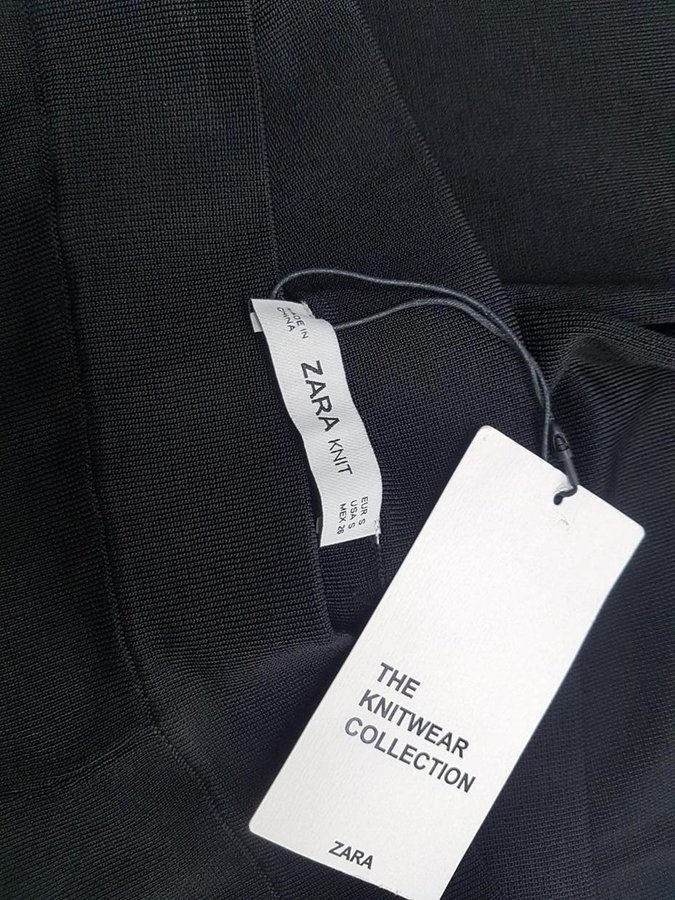 MADE IN
CHINA
ZARA KNIT
EUR S
USA S
MEX 26
THE
KNITWEAR
COLLECTION
ZARA